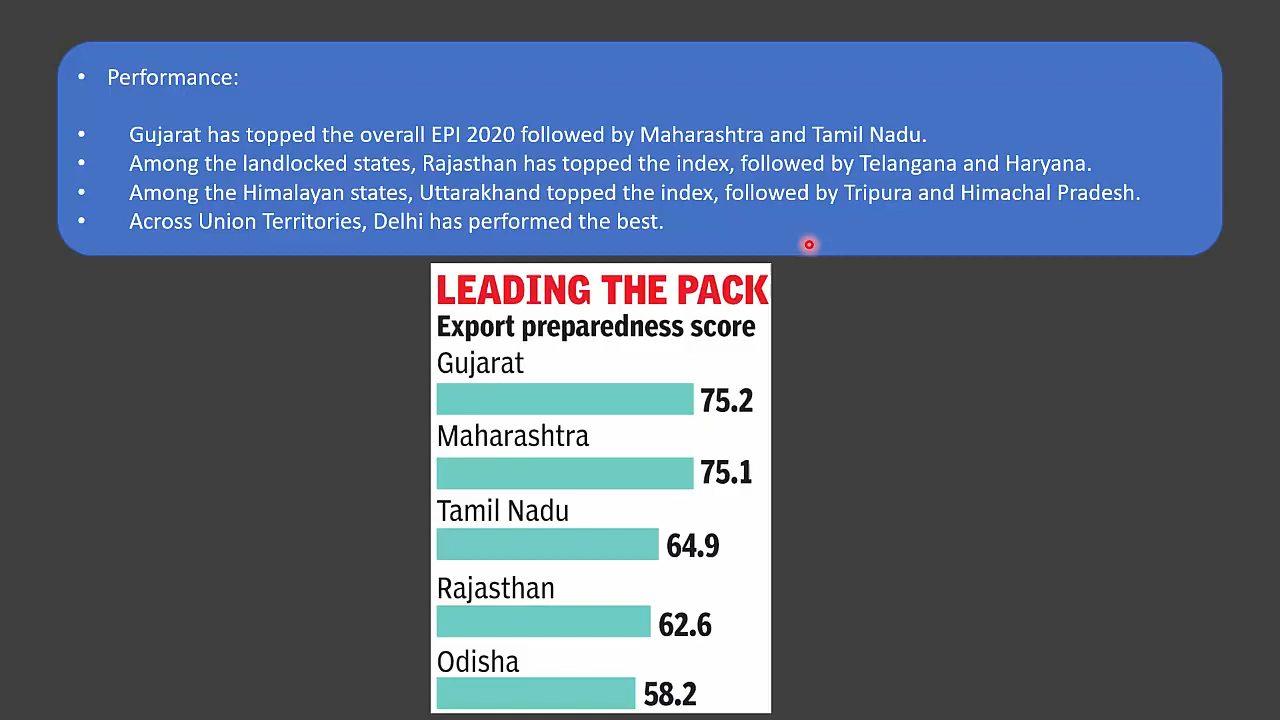 • Performance:
• Gujarat has topped the overall EPI 2020 followed by Maharashtra and Tamil Nadu.
• Among the landlocked states, Rajasthan has topped the index, followed by Telangana and Haryana.
• Among the Himalayan states, Uttarakhand topped the index, followed by Tripura and Himachal Pradesh.
• Across Union Territories, Delhi has performed the best.
LEADING THE PACK
Export preparedness score
Gujarat
75.2
Maharashtra
75.1
Tamil Nadu
64.9
Rajasthan
62.6
Odisha
58.2